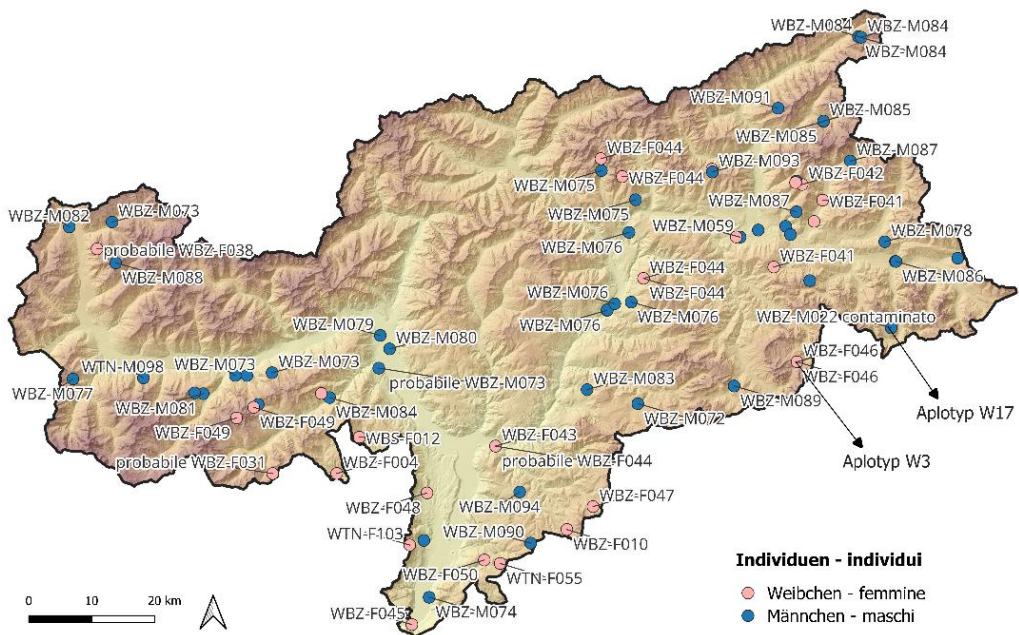 WBZ-M084
WBZ-M084
WBZ-M084
WBZ-M091
WBZ-M085
WBZ-M085
WBZ-F044
WBZ-M093
WBZ-M087
WBZ-M075
WBZ-F044
WBZ-F042
WBZ-M087
WBZ-F041
WBZ-M082
WBZ-M073
WBZ-M075
WBZ-M059
WBZ-M078
probabile WBZ-F038
WBZ-M076
WBZ-M088
WBZ-F044
WBZ-F041
WBZ-M086
WBZ-M076
WBZ-F044
WBZ-M076
WBZ-M076
WBZ-M022 contaminato
WBZ-M079
WBZ-M080
WBZ-F046
WBZ-F046
WTN-M098
WBZ-M073
WBZ-M073
WBZ-M077
probabile WBZ-M073
WBZ-M083
WBZ-M089
WBZ-M081
WBZ-M084
WBZ-M072
Aplotyp W17
WBZ-F049
WBZ-F049
WBS-F012
WBZ-F043
probabile WBZ-F044
Aplotyp W3
probabile WBZ-F031
WBZ-F004
WBZ-F048
WBZ-M094
WBZ-F047
WTN-F103
WBZ-M090
WBZ-F010
WBZ-F050
WTN-F055
WBZ-F045
WBZ-M074
Individuen - individui
Weibchen - femmine
Männchen - maschi
0 10 20 km